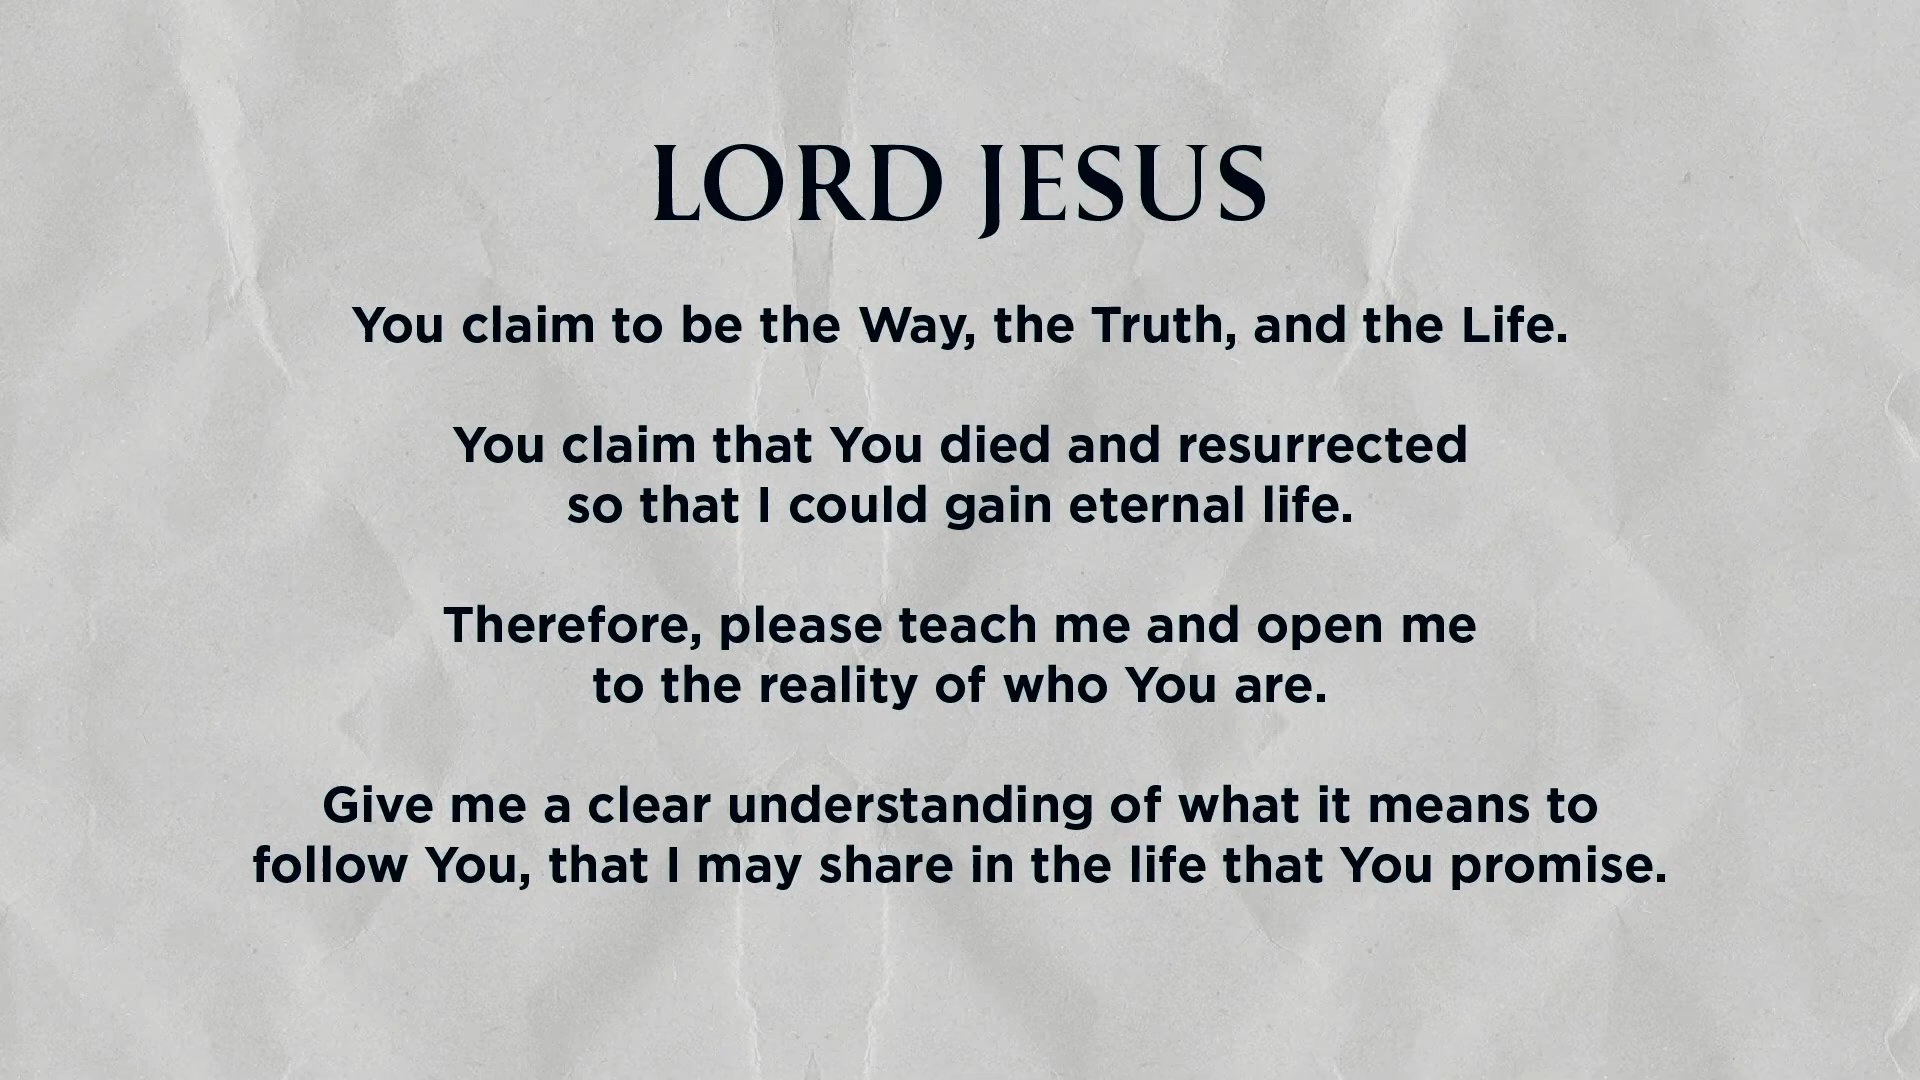 LORD JESUS
You claim to be the Way, the Truth, and the Life.
You claim that You died and resurrected
so that I could gain eternal life.
Therefore, please teach me and open me
to the reality of who You are.
Give me a clear understanding of what it means to
follow You, that I may share in the life that You promise.